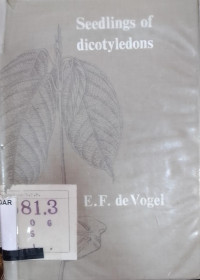 Seedlings of
dicotyledons
E.F. de Vogel
581.3